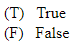 (T) True
(F) False